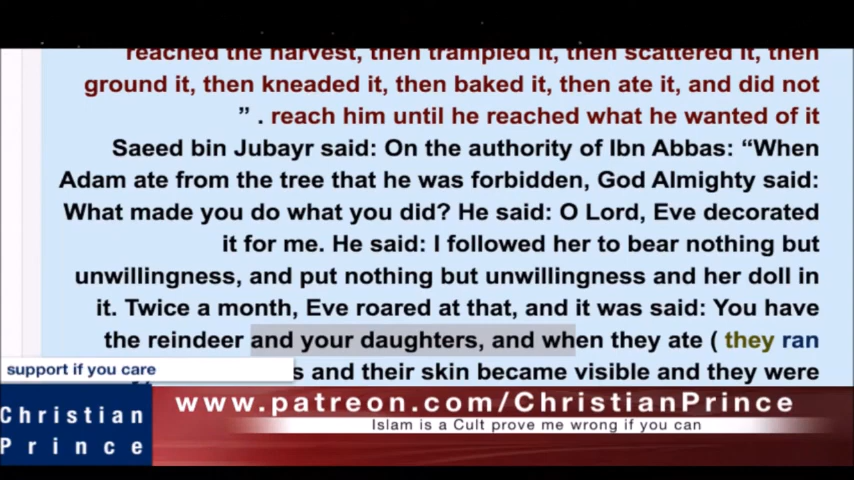 reached the harvest, then trampled it, then scattered it, then
ground it, then kneaded it, then baked it, then ate it, and did not
” . reach him until he reached what he wanted of it
Saeed bin Jubayr said: On the authority of Ibn Abbas: “When
Adam ate from the tree that he was forbidden, God Almighty said:
What made you do what you did? He said: O Lord, Eve decorated
it for me. He said: I followed her to bear nothing but
unwillingness, and put nothing but unwillingness and her doll in
it. Twice a month, Eve roared at that, and it was said: You have
the reindeer and your daughters, and when they ate ( they ran
and their skin became visible and they were
support if you care
Christian
Prince
www.patreon.com/ChristianPrince
Islam is a Cult prove me wrong if you can